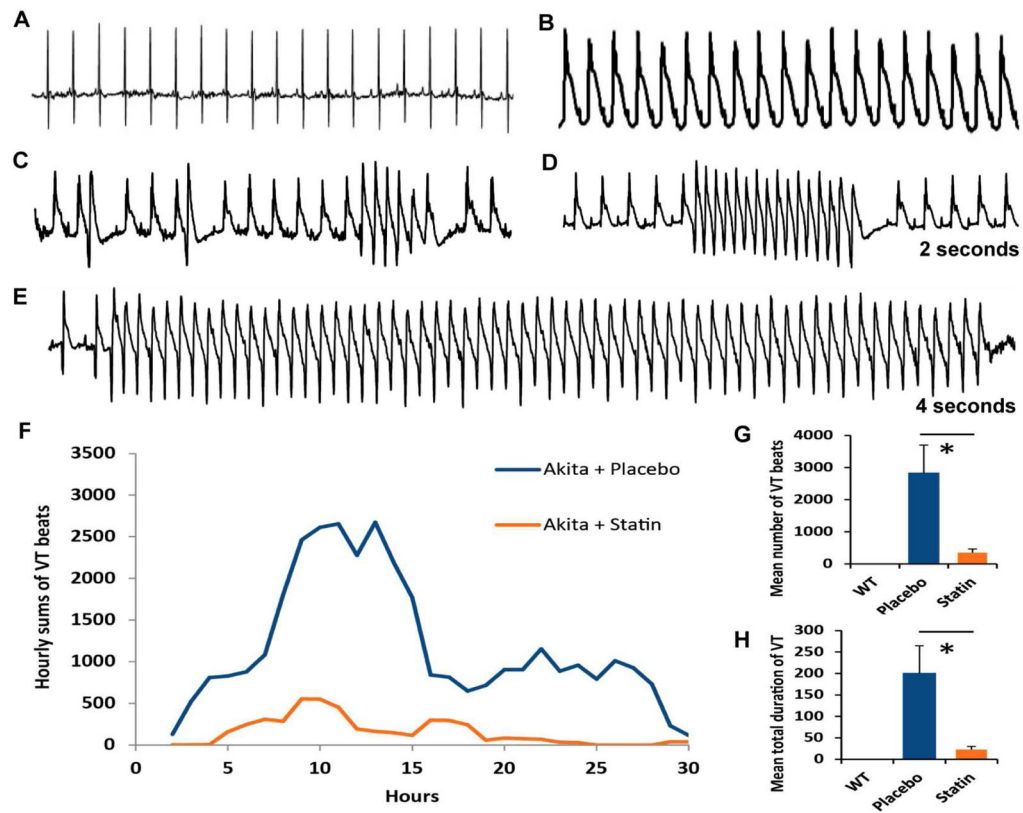 A
B
C
D
2 seconds
E
4 seconds
F
3500
3000
2500
2000
1500
1000
500
0
Hourly sums of VT beats
0 5 10 15 20 25 30
Hours
Akita + Placebo
Akita + Statin
G
4000
3000
2000
1000
0
Mean number of VT beats
*
WT Placebo Statin
H
300
250
200
150
100
50
0
Mean total duration of VT
*
WT Placebo Statin